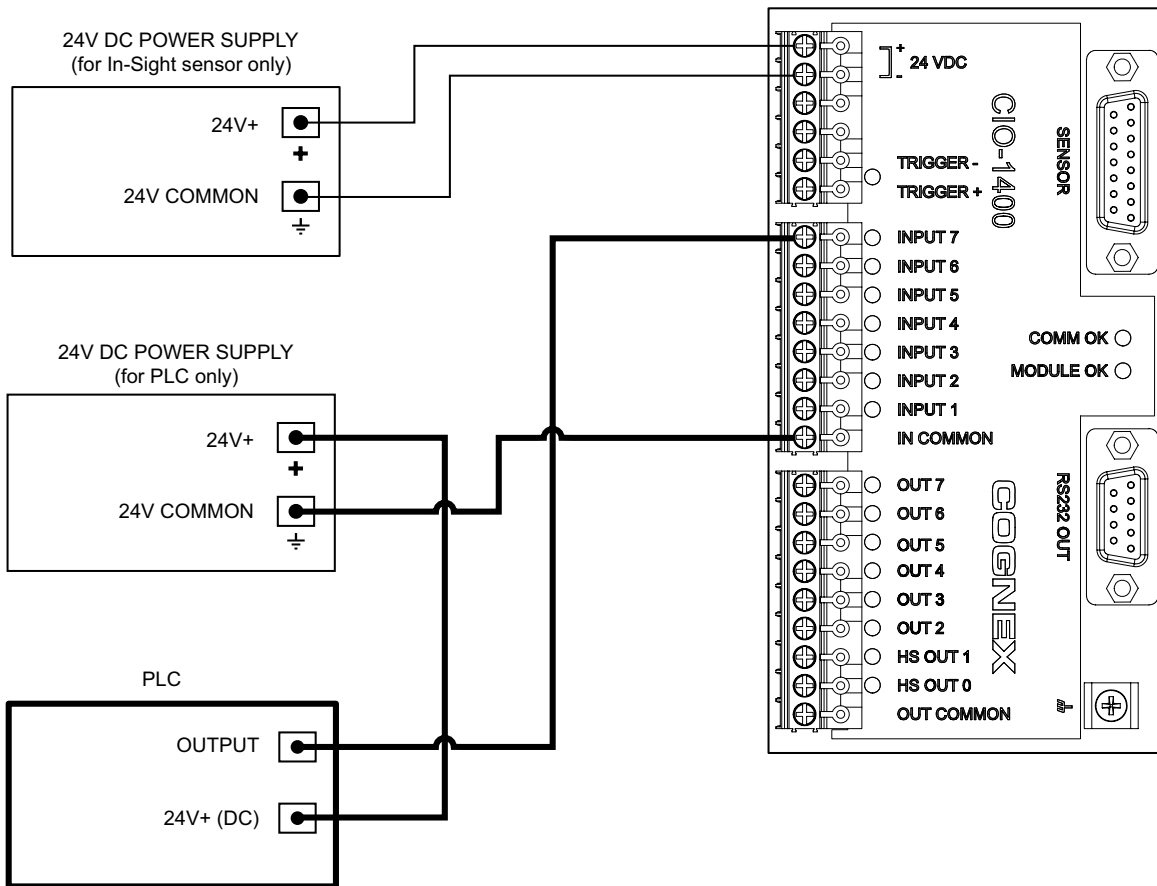 24V DC POWER SUPPLY
(for In-Sight sensor only)
24V+
+
24V COMMON
24V DC POWER SUPPLY
(for PLC only)
24V+
+
24V COMMON
PLC
OUTPUT
24V+ (DC)
+
24 VDC
-
TRIGGER -
TRIGGER +
INPUT 7
INPUT 6
INPUT 5
INPUT 4
INPUT 3
INPUT 2
INPUT 1
IN COMMON
OUT 7
OUT 6
OUT 5
OUT 4
OUT 3
OUT 2
HS OUT 1
HS OUT 0
OUT COMMON
CIO-1400
COGNEX
SENSOR
COMM OK
MODULE OK
RS232 OUT